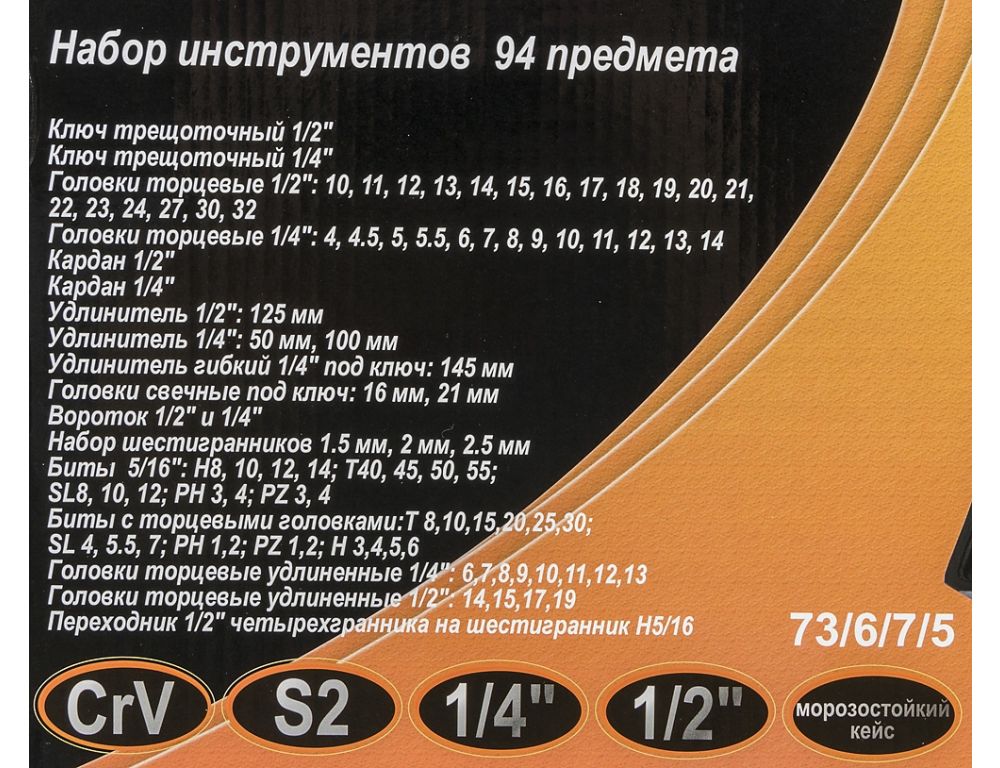 Набор инструментов 94 предмета
Ключ трещоточный 1/2"
Ключ трещоточный 1/4"
Головки торцевые 1/2": 10, 11, 12, 13, 14, 15, 16, 17, 18, 19, 20, 21,
22, 23, 24, 27, 30, 32
Головки торцевые 1/4": 4, 4.5, 5, 5.5, 6, 7, 8, 9, 10, 11, 12, 13, 14
Кардан 1/2"
Кардан 1/4"
Удлинитель 1/2": 125 мм
Удлинитель 1/4": 50 мм, 100 мм
Удлинитель гибкий 1/4" под ключ: 145 мм
Головки свечные под ключ: 16 мм, 21 мм
Вороток 1/2" и 1/4"
Набор шестигранников 1.5 мм, 2 мм, 2.5 мм
Биты 5/16": H8, 10, 12, 14; T40, 45, 50, 55;
SL8, 10, 12; PH 3, 4; PZ 3, 4
Биты с торцевыми головками:T 8,10,15,20,25,30;
SL 4, 5.5, 7; PH 1,2; PZ 1,2; H 3,4,5,6
Головки торцевые удлиненные 1/4": 6,7,8,9,10,11,12,13
Головки торцевые удлиненные 1/2": 14,15,17,19
Переходник 1/2" четырехгранника на шестигранник H5/16
73/6/7/5
CrV
S2
1/4"
1/2"
морозостойкий
кейс